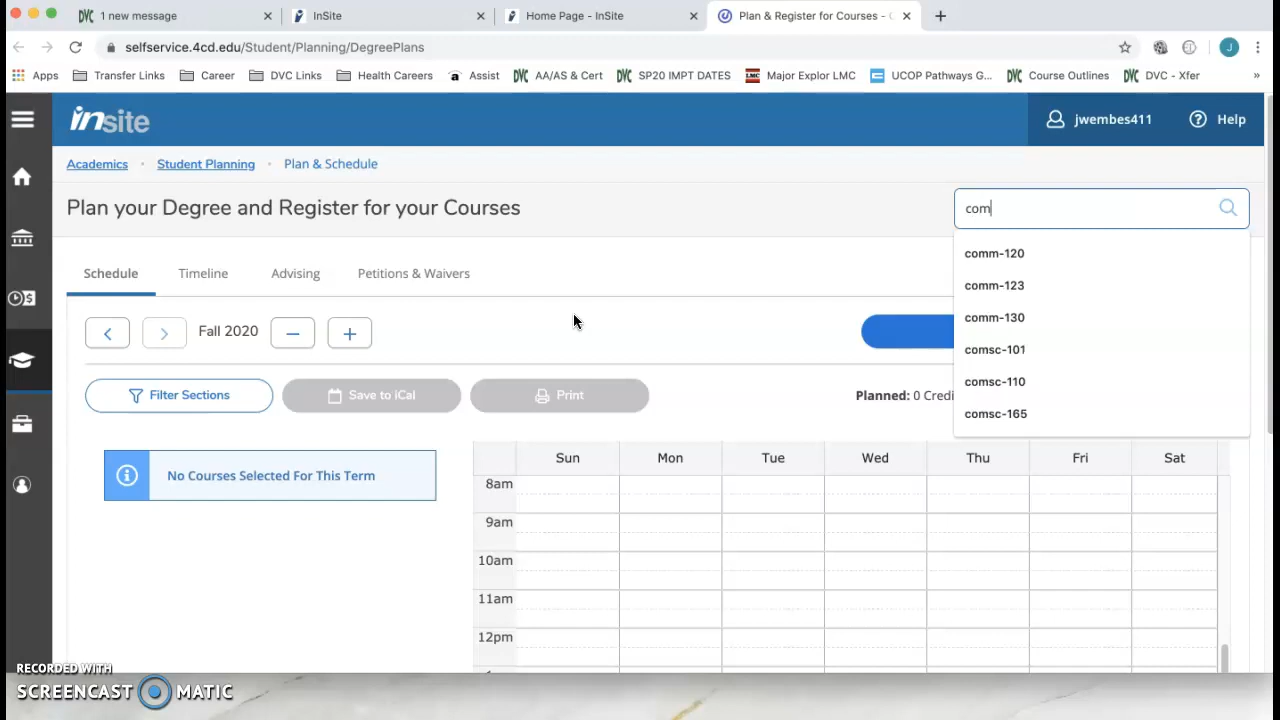 1 new message
InSite
Home Page - InSite
Plan & Register for Courses -
selfservice.4cd.edu/Student/Planning/DegreePlans
J
Apps
Transfer Links
Career
DVC Links
Health Careers
Assist
AA/AS & Cert
SP20 IMPT DATES
Major Explor LMC
UCOP Pathways G...
Course Outlines
DVC - Xfer
»
insite
jwembes411
Help
Academics
Student Planning
Plan & Schedule
Plan your Degree and Register for your Courses
com
comm-120
comm-123
comm-130
comsc-101
comsc-110
comsc-165
Schedule
Timeline
Advising
Petitions & Waivers
Fall 2020
Filter Sections
Save to iCal
Print
Planned: 0 Credi
No Courses Selected For This Term
Sun Mon Tue Wed Thu Fri Sat
8am
9am
10am
11am
12pm
RECORDED WITH
SCREENCAST MATIC